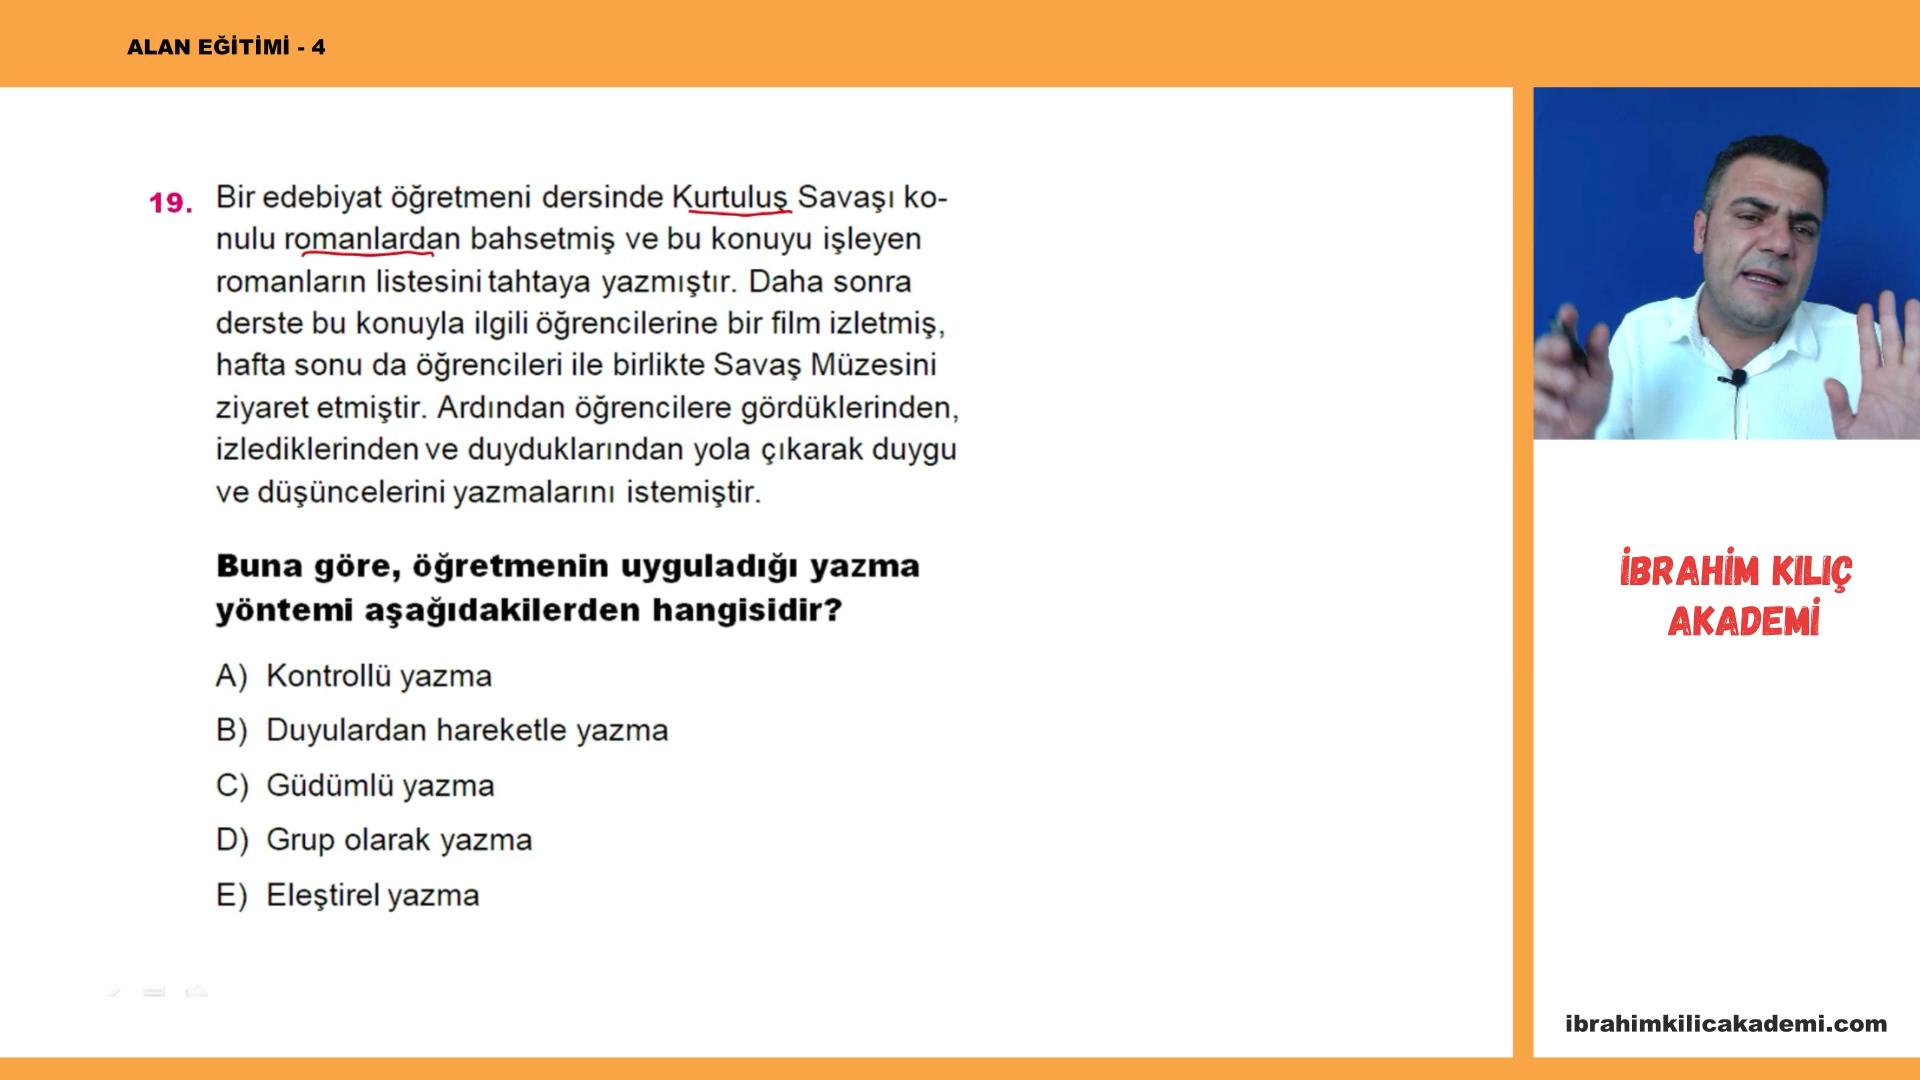 ALAN EĞİTİMİ - 4
19. Bir edebiyat öğretmeni dersinde Kurtuluş Savaşı ko-
nulu romanlardan bahsetmiş ve bu konuyu işleyen
romanların listesini tahtaya yazmıştır. Daha sonra
derste bu konuyla ilgili öğrencilerine bir film izletmiş,
hafta sonu da öğrencileri ile birlikte Savaş Müzesini
ziyaret etmiştir. Ardından öğrencilere gördüklerinden,
izlediklerinden ve duyduklarından yola çıkarak duygu
ve düşüncelerini yazmalarını istemiştir.
Buna göre, öğretmenin uyguladığı yazma
yöntemi aşağıdakilerden hangisidir?
A) Kontrollü yazma
B) Duyulardan hareketle yazma
C) Güdümlü yazma
D) Grup olarak yazma
E) Eleştirel yazma
İBRAHİM KILIÇ
AKADEMİ
ibrahimkilicakademi.com